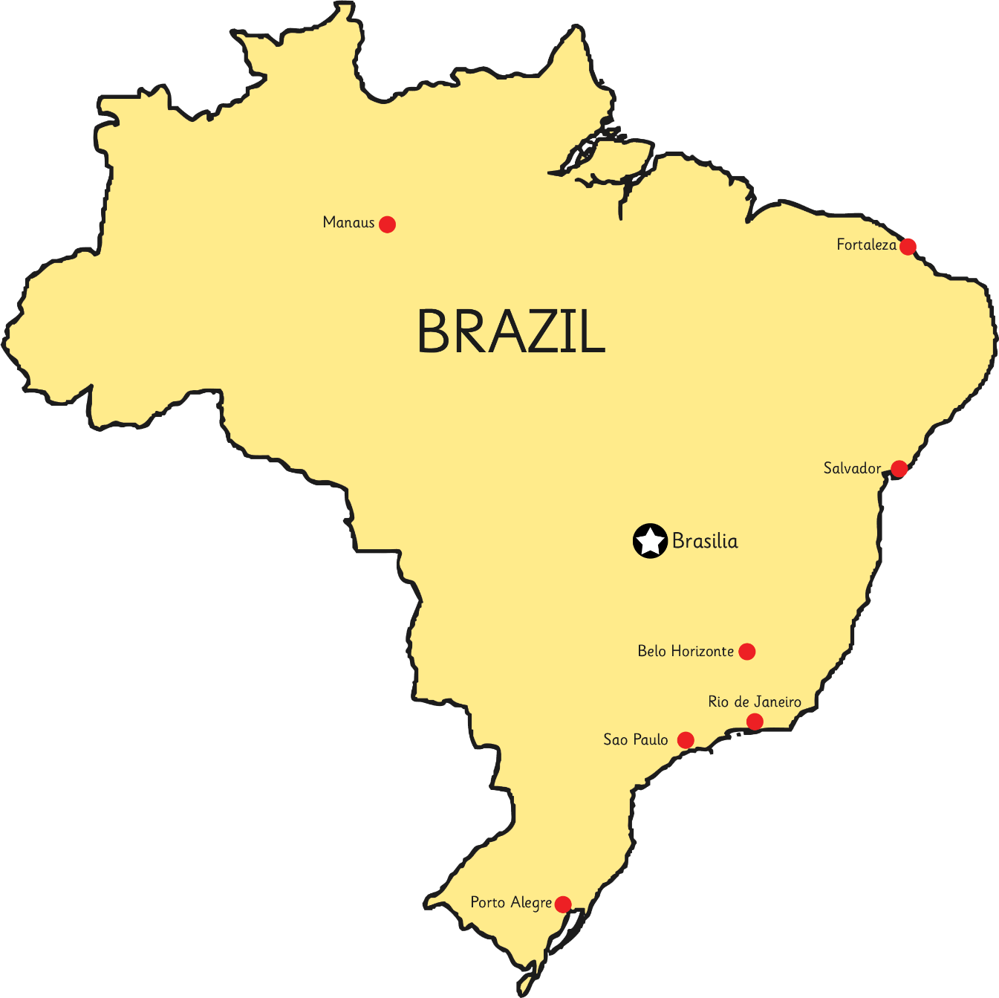 Manaus
Fortaleza
BRAZIL
Salvador
Brasilia
Belo Horizonte
Rio de Janeiro
Sao Paulo
Porto Alegre